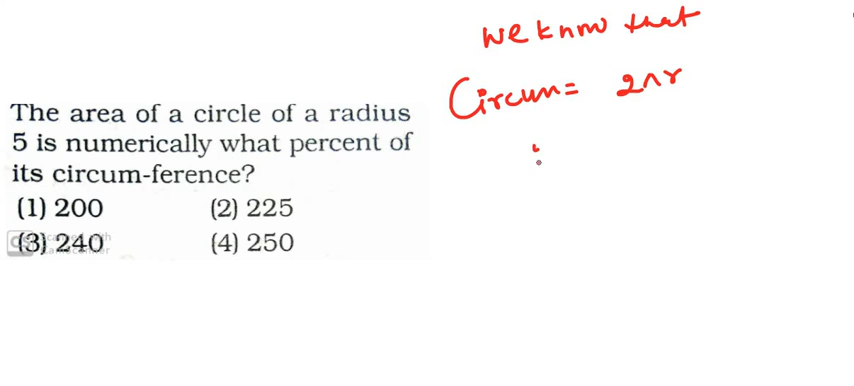 we know that
Circum = 2πr
The area of a circle of a radius
5 is numerically what percent of
its circum-ference?
(1) 200 (2) 225
(3) 240 (4) 250